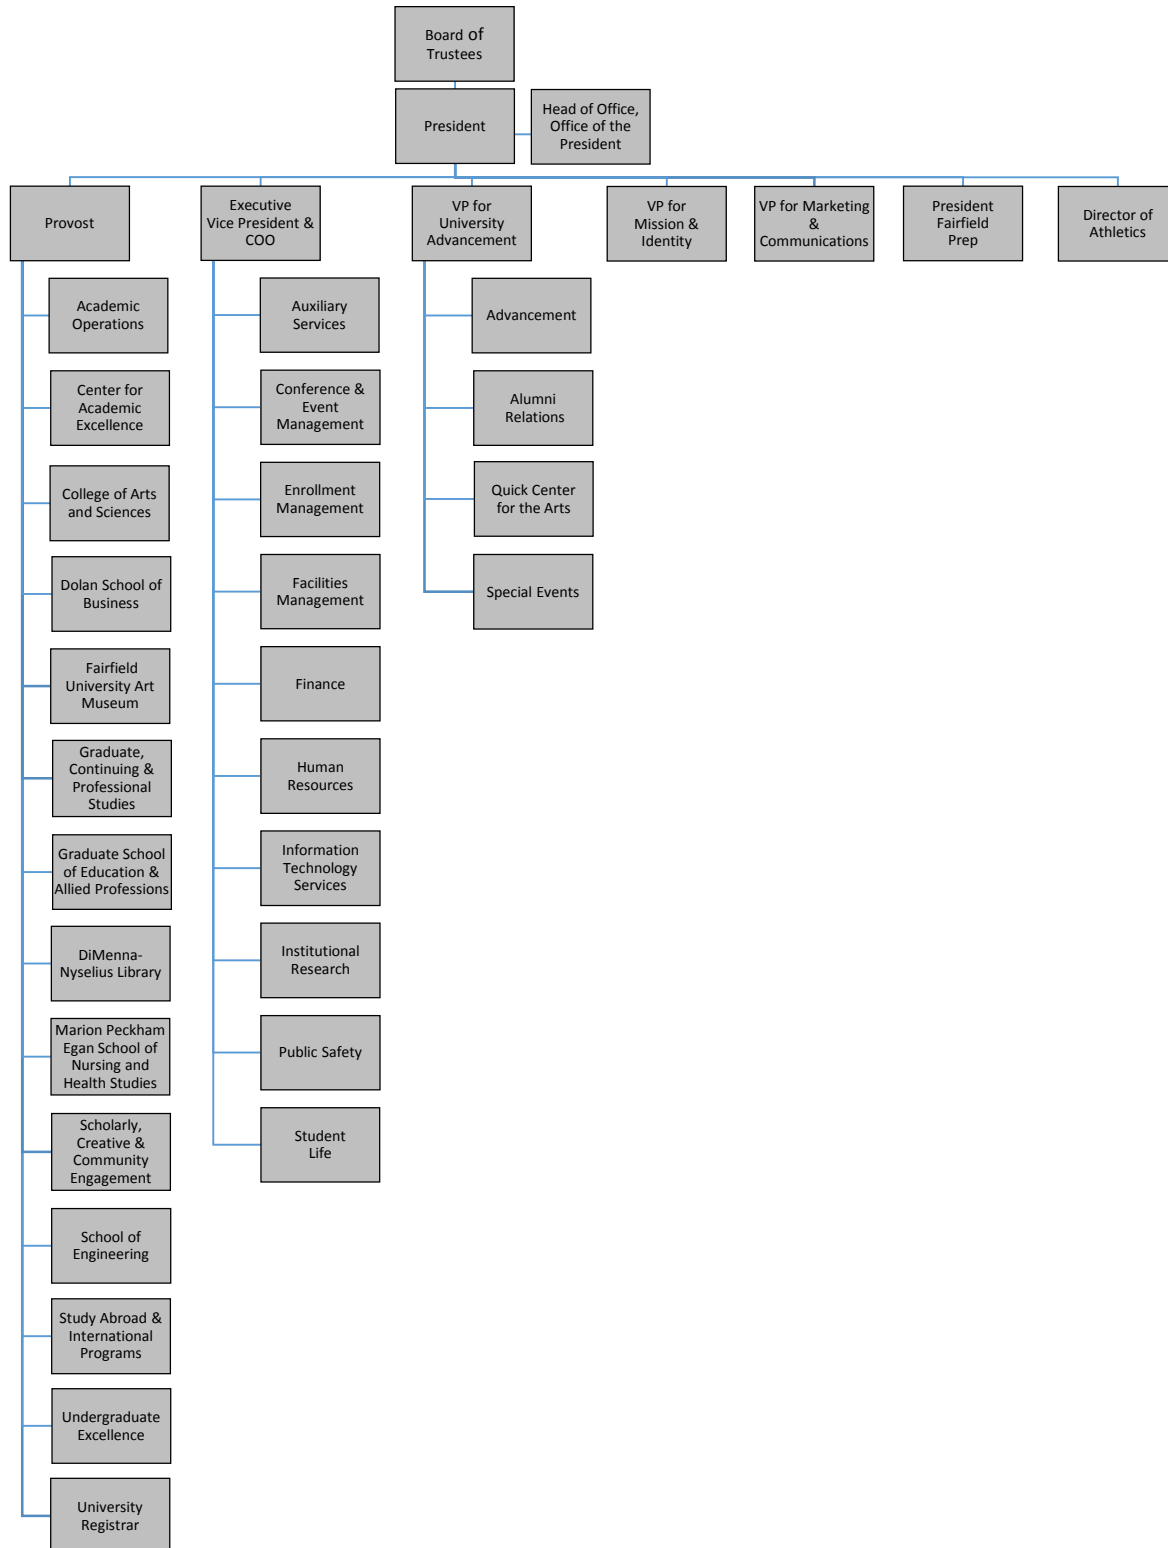 Board of
Trustees
President
Head of Office,
Office of the
President
Provost
Executive
Vice President &
COO
VP for
University
Advancement
VP for
Mission &
Identity
VP for Marketing
&
Communications
President
Fairfield
Prep
Director of
Athletics
Academic
Operations
Center for
Academic
Excellence
College of Arts
and Sciences
Dolan School of
Business
Fairfield
University Art
Museum
Graduate,
Continuing &
Professional
Studies
Graduate School
of Education &
Allied Professions
DiMenna-
Nyselius Library
Marion Peckham
Egan School of
Nursing and
Health Studies
Scholarly,
Creative &
Community
Engagement
School of
Engineering
Study Abroad &
International
Programs
Undergraduate
Excellence
University
Registrar
Auxiliary
Services
Conference &
Event
Management
Enrollment
Management
Facilities
Management
Finance
Human
Resources
Information
Technology
Services
Institutional
Research
Public Safety
Student
Life
Advancement
Alumni
Relations
Quick Center
for the Arts
Special Events